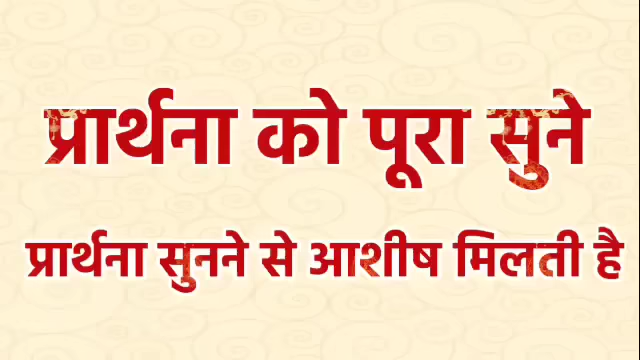 प्रार्थना को पूरा सुने
प्रार्थना सुनने से आशीष मिलती है